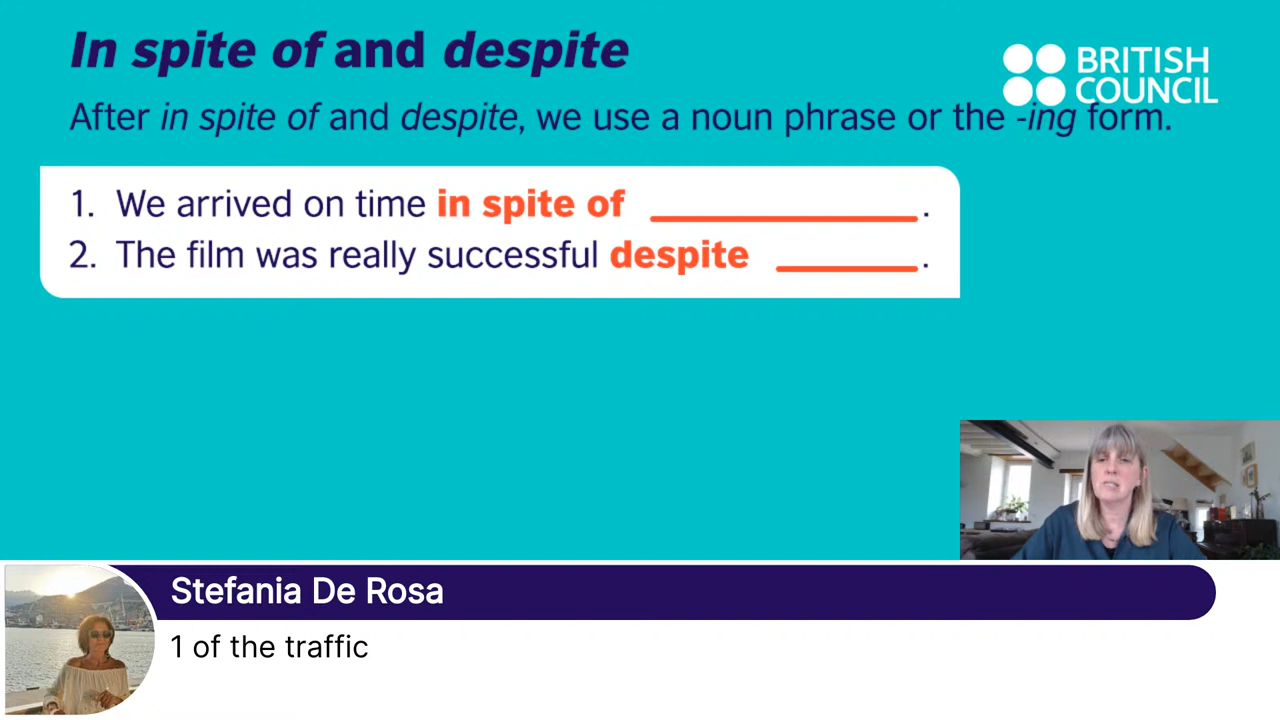 In spite of and despite
BRITISH
COUNCIL
After in spite of and despite, we use a noun phrase or the -ing form.
1. We arrived on time in spite of ____________.
2. The film was really successful despite ______.
Stefania De Rosa
1 of the traffic